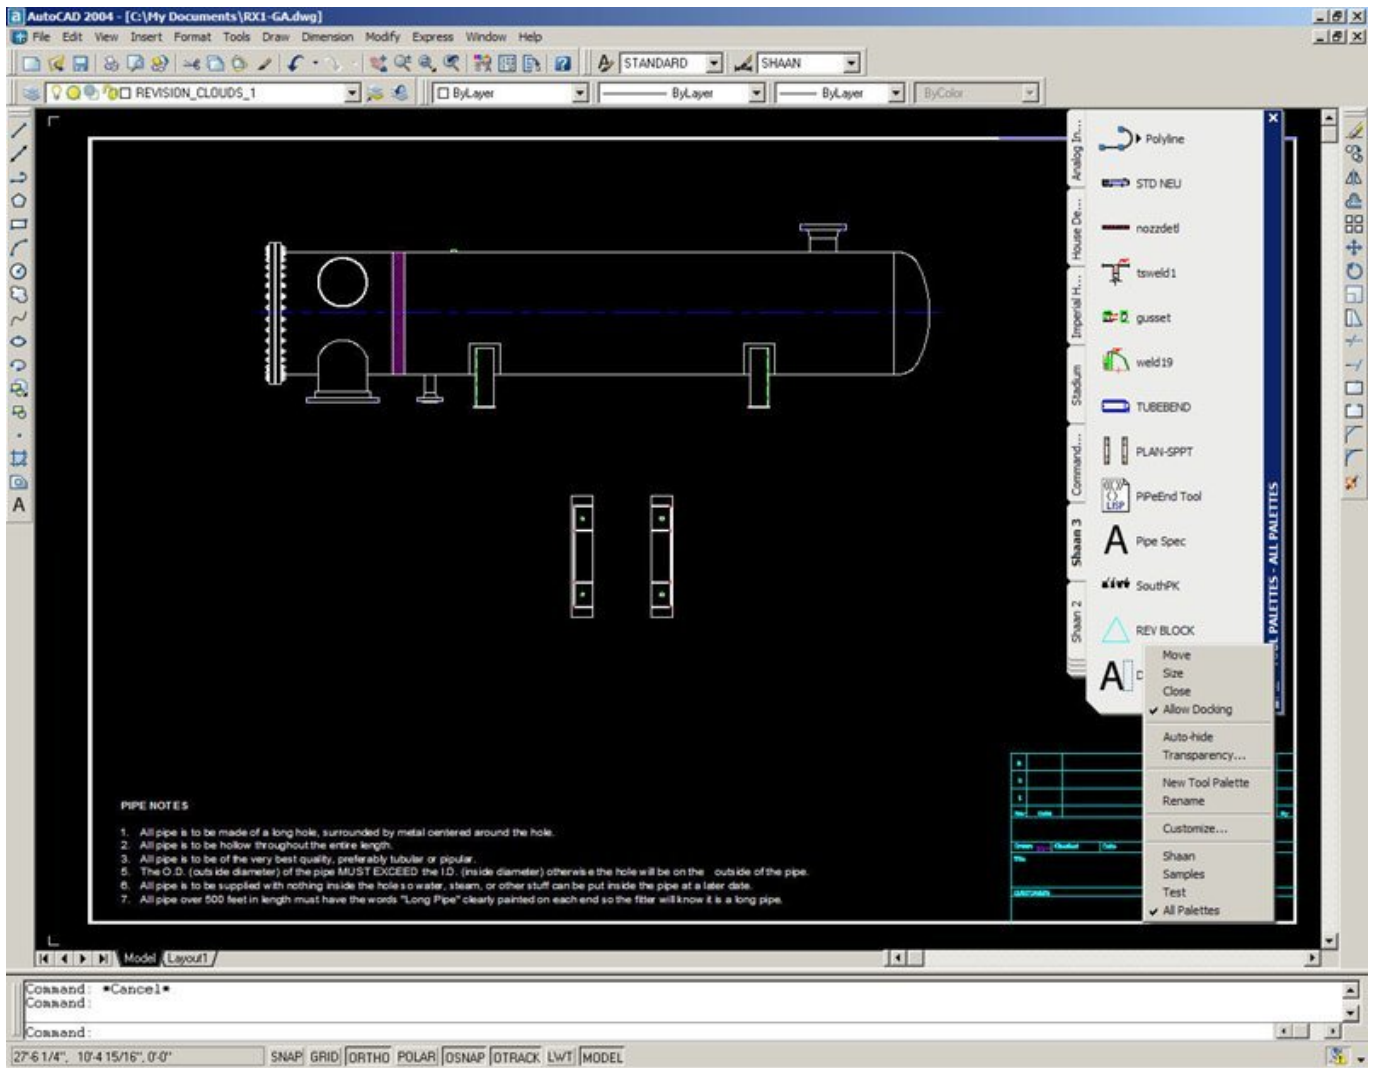 AutoCAD 2004 - [C:\My Documents\RX1-GA.dwg]
File Edit View Insert Format Tools Draw Dimension Modify Express Window Help
STANDARD SHAAN
REVISION_CLOUDS_1 ByLayer ByLayer ByLayer ByColor
Analog In...
House De...
Imperial H...
Stadium
Command...
Shaan 3
Shaan 2
Polyline
STD NEU
nozzdetl
tsweld1
gusset
weld19
TUBEBEND
PLAN-SPPT
LISP PiPeEnd Tool
A Pipe Spec
SouthPK
REV BLOCK
A D
PALETTES - ALL PALETTES
Move
Size
Close
Allow Docking
Auto-hide
Transparency...
New Tool Palette
Rename
Customize...
Shaan
Samples
Test
All Palettes
PIPE NOTES
1. All pipe is to be made of a long hole, surrounded by metal centered around the hole.
2. All pipe is to be hollow throughout the entire length.
3. All pipe is to be of the very best quality, preferably tubular or pipular.
5. The O.D. (outside diameter) of the pipe MUST EXCEED the I.D. (inside diameter) otherwise the hole will be on the outside of the pipe.
6. All pipe is to be supplied with nothing inside the hole so water, steam, or other stuff can be put inside the pipe at a later date.
7. All pipe over 500 feet in length must have the words "Long Pipe" clearly painted on each end so the fitter will know it is a long pipe.
A
Model Layout1
Command: *Cancel*
Command:
Command:
27'-6 1/4", 10'-4 15/16", 0'-0" SNAP GRID ORTHO POLAR OSNAP OTRACK LWT MODEL